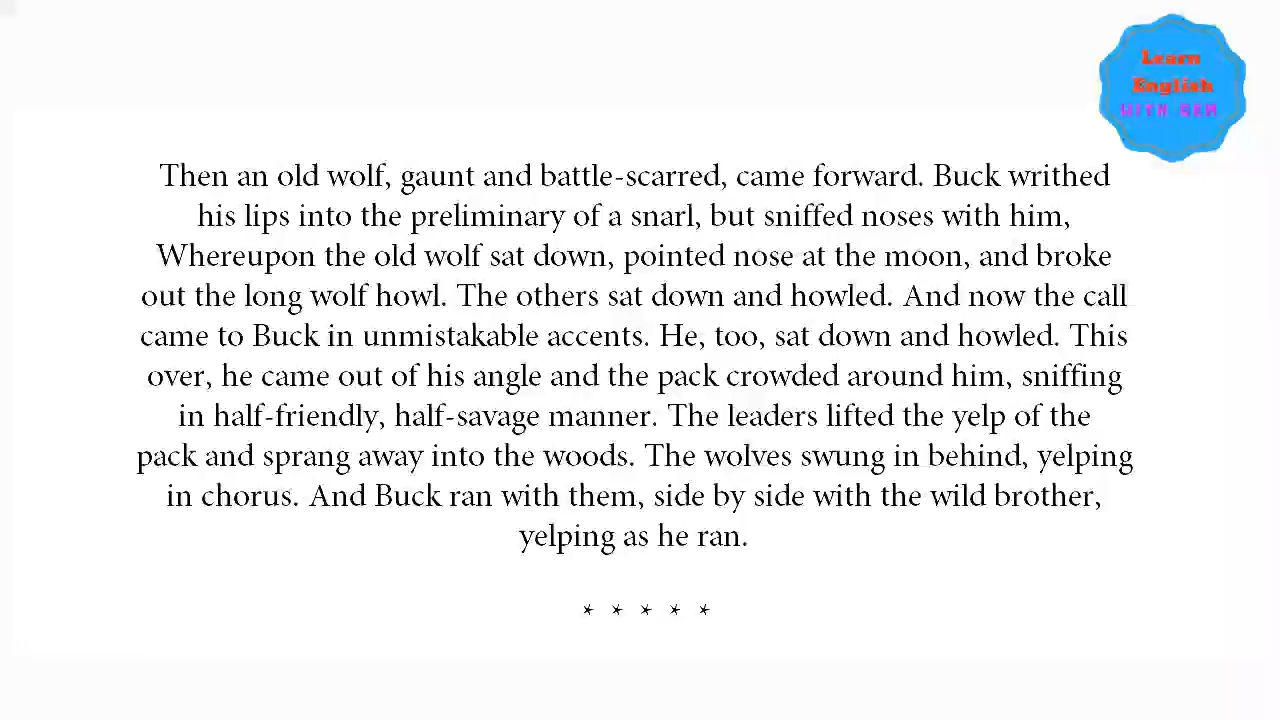 Learn
English
WITH SEM
Then an old wolf, gaunt and battle-scarred, came forward. Buck writhed
his lips into the preliminary of a snarl, but sniffed noses with him,
Whereupon the old wolf sat down, pointed nose at the moon, and broke
out the long wolf howl. The others sat down and howled. And now the call
came to Buck in unmistakable accents. He, too, sat down and howled. This
over, he came out of his angle and the pack crowded around him, sniffing
in half-friendly, half-savage manner. The leaders lifted the yelp of the
pack and sprang away into the woods. The wolves swung in behind, yelping
in chorus. And Buck ran with them, side by side with the wild brother,
yelping as he ran.
* * * * *